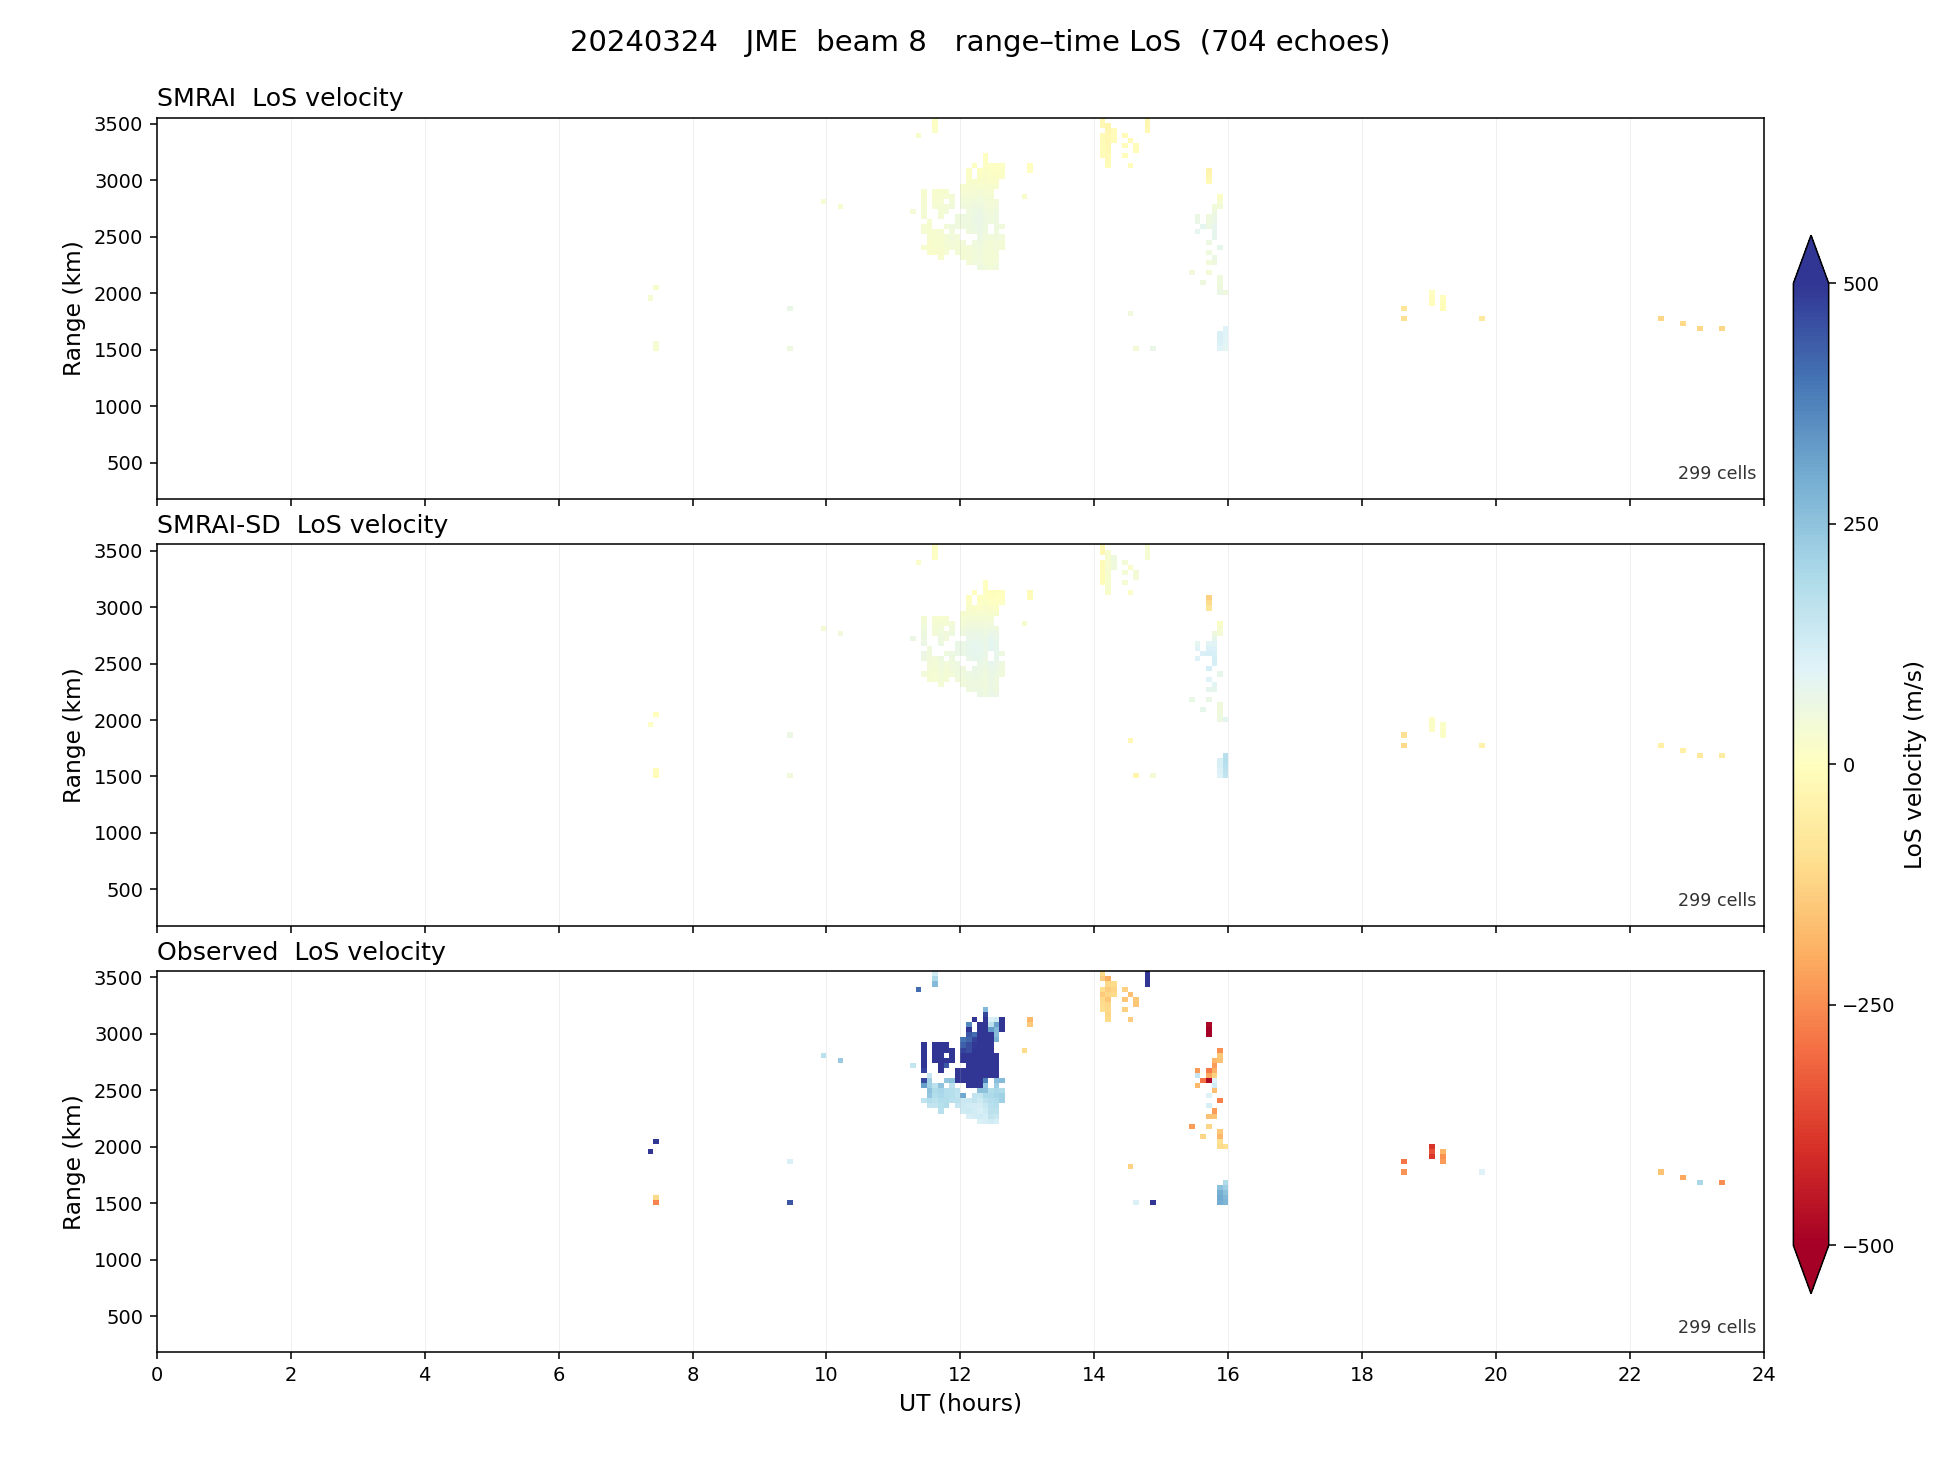 20240324 JME beam 8 range–time LoS (704 echoes)
SMRAI LoS velocity
3500
3000
2500
2000
1500
1000
500
Range (km)
299 cells
SMRAI-SD LoS velocity
3500
3000
2500
2000
1500
1000
500
Range (km)
299 cells
Observed LoS velocity
3500
3000
2500
2000
1500
1000
500
Range (km)
299 cells
0 2 4 6 8 10 12 14 16 18 20 22 24
UT (hours)
500
250
0
−250
−500
LoS velocity (m/s)